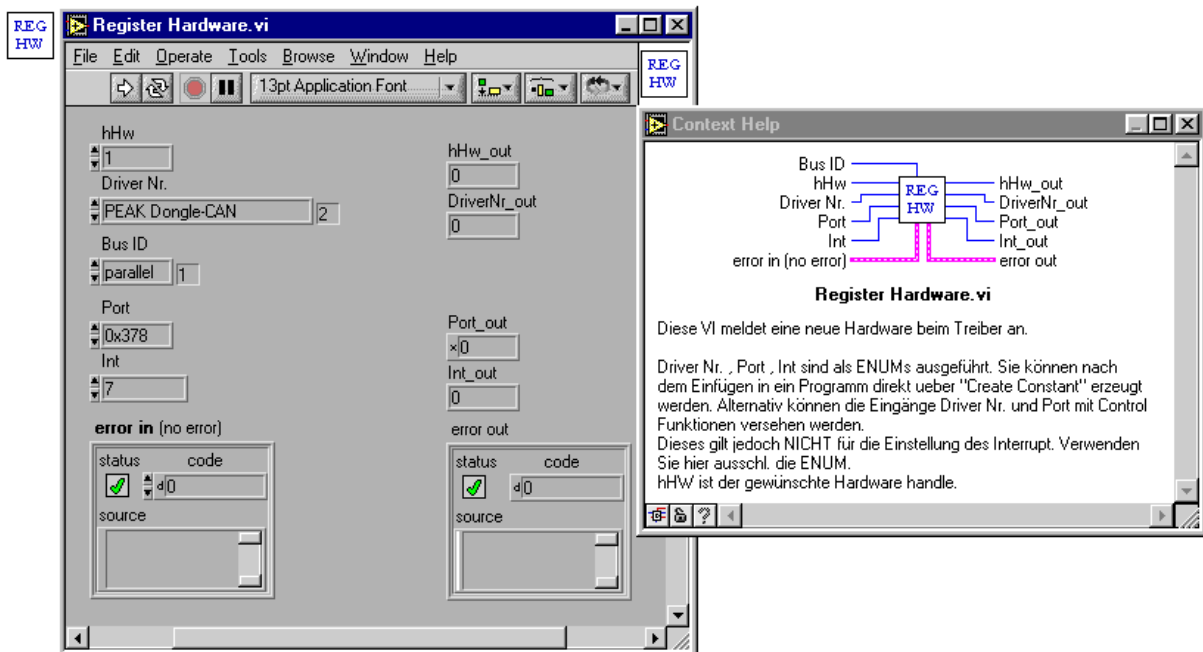 REG
HW
Register Hardware.vi
File Edit Operate Tools Browse Window Help
13pt Application Font
REG
HW
hHw
1
Driver Nr.
PEAK Dongle-CAN 2
Bus ID
parallel 1
Port
0x378
Int
7
error in (no error)
status code
d0
source
hHw_out
0
DriverNr_out
0
Port_out
×0
Int_out
0
error out
status code
d0
source
Context Help
Bus ID
hHw
Driver Nr.
Port
Int
error in (no error)
REG
HW
hHw_out
DriverNr_out
Port_out
Int_out
error out
Register Hardware.vi
Diese VI meldet eine neue Hardware beim Treiber an.
Driver Nr. , Port , Int sind als ENUMs ausgeführt. Sie können nach
dem Einfügen in ein Programm direkt ueber "Create Constant" erzeugt
werden. Alternativ können die Eingänge Driver Nr. und Port mit Control
Funktionen versehen werden.
Dieses gilt jedoch NICHT für die Einstellung des Interrupt. Verwenden
Sie hier ausschl. die ENUM.
hHW ist der gewünschte Hardware handle.
?